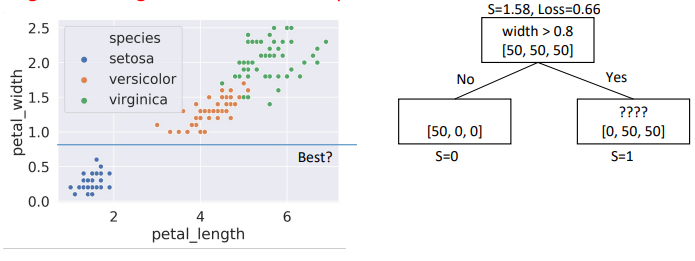 2.5
2.0
1.5
1.0
0.5
0.0
petal_width
species
setosa
versicolor
virginica
Best?
2
4
6
petal_length
S=1.58, Loss=0.66
width > 0.8
[50, 50, 50]
No
Yes
[50, 0, 0]
S=0
????
[0, 50, 50]
S=1